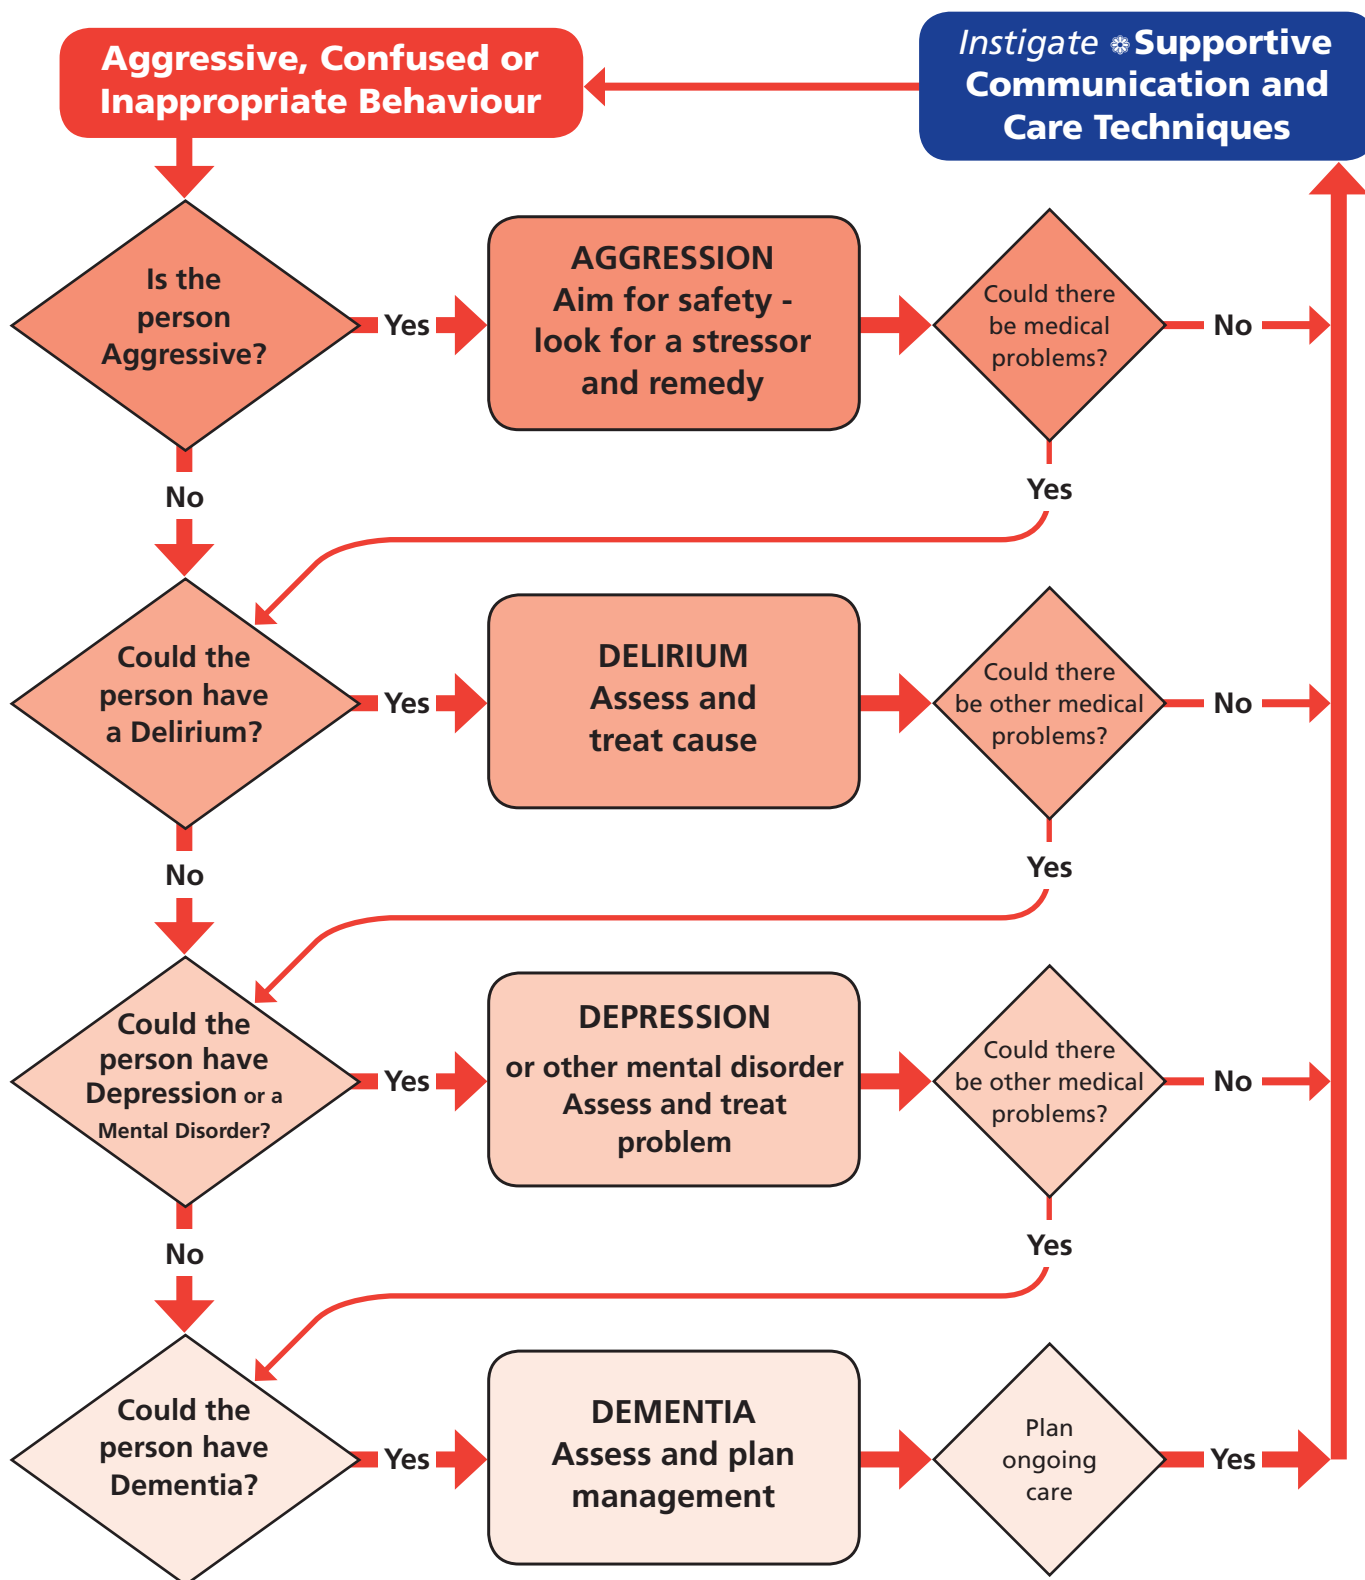 Aggressive, Confused or
Inappropriate Behaviour
Instigate ❁Supportive
Communication and
Care Techniques
Is the
person
Aggressive?
Yes
AGGRESSION
Aim for safety -
look for a stressor
and remedy
Could there
be medical
problems?
No
No
Yes
Could the
person have
a Delirium?
Yes
DELIRIUM
Assess and
treat cause
Could there
be other medical
problems?
No
No
Yes
Could the
person have
Depression or a
Mental Disorder?
Yes
DEPRESSION
or other mental disorder
Assess and treat
problem
Could there
be other medical
problems?
No
No
Yes
Could the
person have
Dementia?
Yes
DEMENTIA
Assess and plan
management
Plan
ongoing
care
Yes